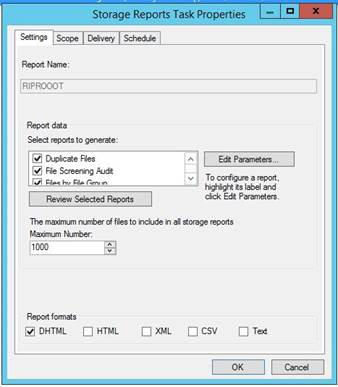 Storage Reports Task Properties
Settings Scope Delivery Schedule
Report Name:
RIPROOOT
Report data
Select reports to generate:
Duplicate Files
File Screening Audit
Files by File Group
Edit Parameters...
To configure a report,
highlight its label and
click Edit Parameters.
Review Selected Reports
The maximum number of files to include in all storage reports
Maximum Number:
1000
Report formats
DHTML HTML XML CSV Text
OK Cancel